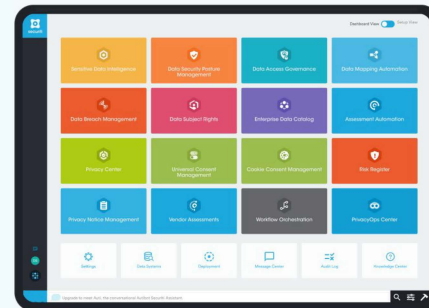 securiti
Dashboard View
Setup View
Sensitive Data Intelligence
Data Security Posture
Management
Data Access Governance
Data Mapping Automation
Data Breach Management
Data Subject Rights
Enterprise Data Catalog
Assessment Automation
Privacy Center
Universal Consent
Management
Cookie Consent Management
Risk Register
Privacy Notice Management
Vendor Assessments
Workflow Orchestration
PrivacyOps Center
Settings
Data Systems
Deployment
Message Center
Audit Log
Knowledge Center